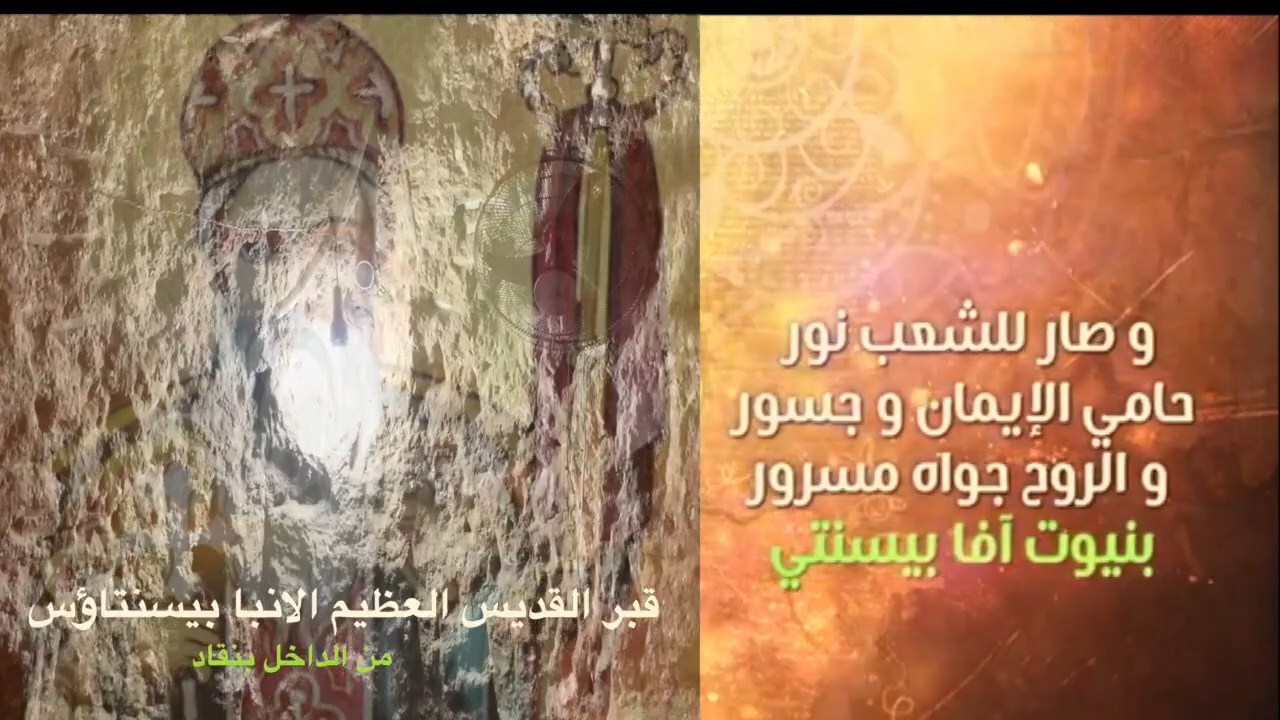 و صار للشعب نور
حامي الإيمان و جسور
و الروح جواه مسرور
بنيوت آفا بيسنتي
قبر القديس العظيم الانبا بيسنتاؤس
من الداخل بنقاد